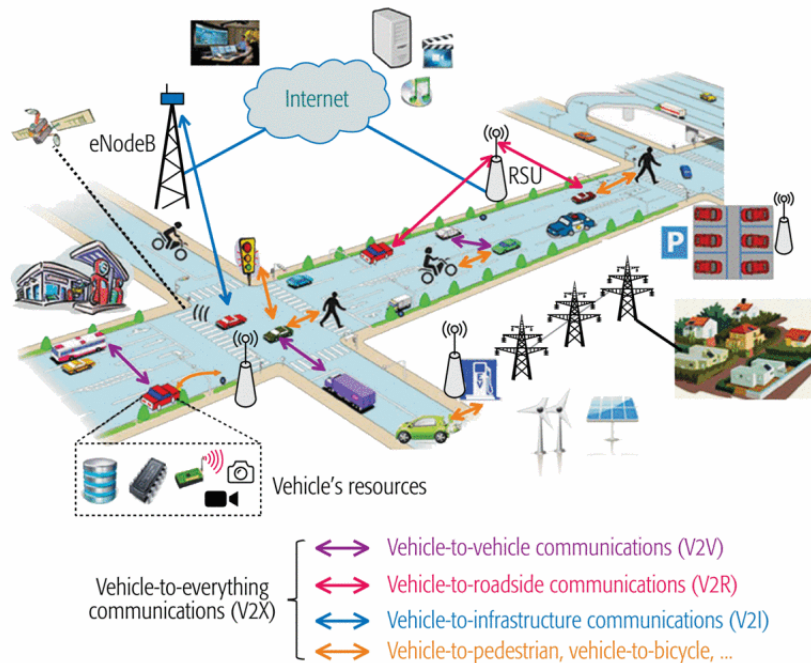 Internet
eNodeB
RSU
P
EV
Vehicle's resources
Vehicle-to-everything
communications (V2X)
Vehicle-to-vehicle communications (V2V)
Vehicle-to-roadside communications (V2R)
Vehicle-to-infrastructure communications (V2I)
Vehicle-to-pedestrian, vehicle-to-bicycle, ...